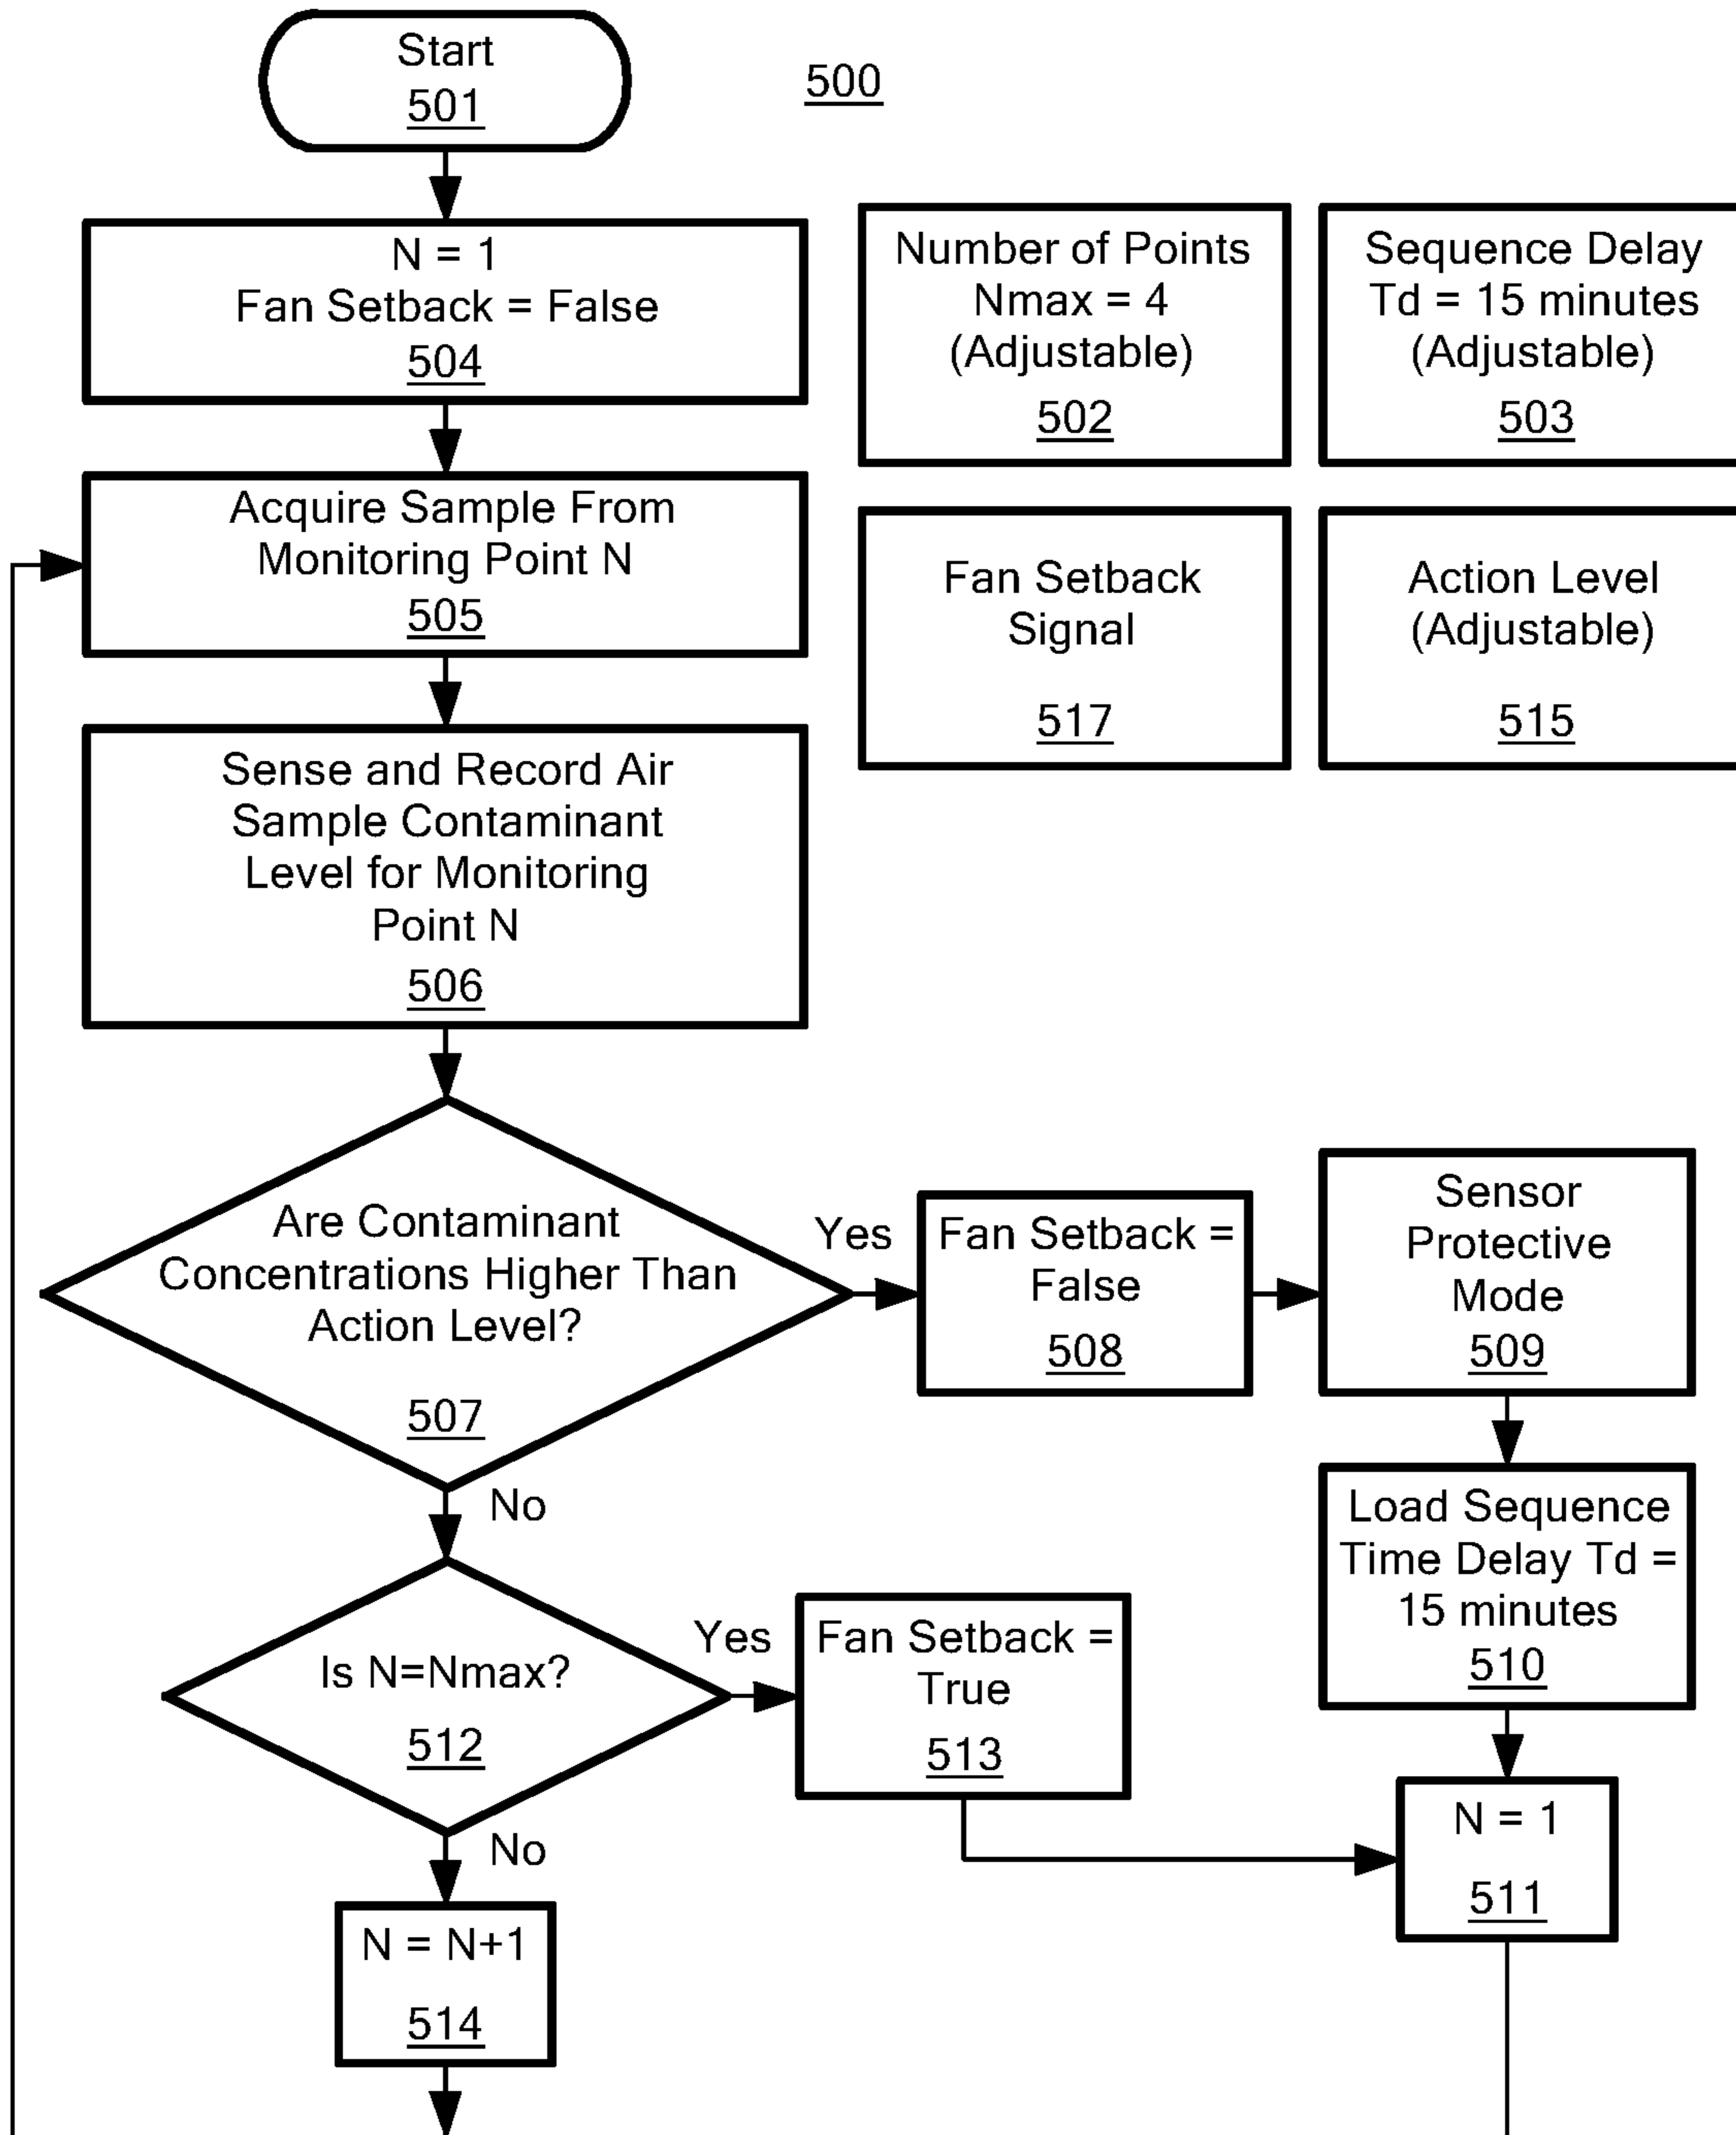 Start
501
500
N = 1
Fan Setback = False
504
Number of Points
Nmax = 4
(Adjustable)
502
Sequence Delay
Td = 15 minutes
(Adjustable)
503
Acquire Sample From
Monitoring Point N
505
Fan Setback
Signal
517
Action Level
(Adjustable)
515
Sense and Record Air
Sample Contaminant
Level for Monitoring
Point N
506
Are Contaminant
Concentrations Higher Than
Action Level?
507
Yes
Fan Setback =
False
508
Sensor
Protective
Mode
509
No
Load Sequence
Time Delay Td =
15 minutes
510
Is N=Nmax?
512
Yes
Fan Setback =
True
513
N = 1
511
No
N = N+1
514